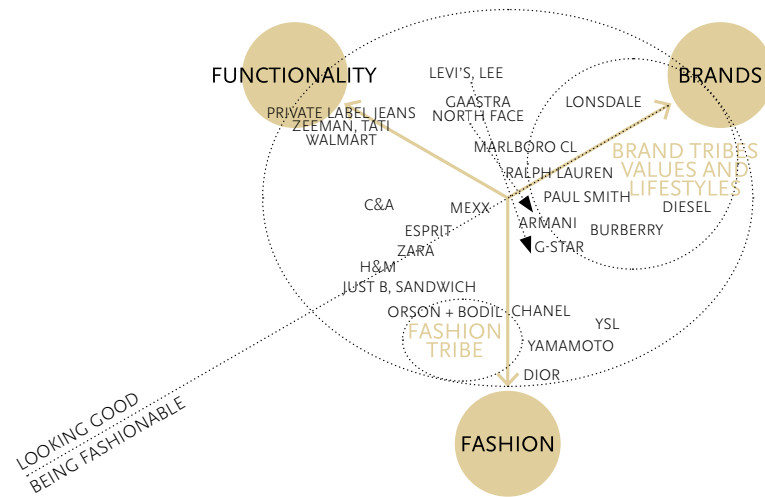 FUNCTIONALITY
LEVI'S, LEE
BRANDS
GAASTRA
NORTH FACE
LONSDALE
PRIVATE LABEL JEANS
ZEEMAN, TATI
WALMART
MARLBORO CL
BRAND TRIBES
VALUES AND
LIFESTYLES
RALPH LAUREN
PAUL SMITH
DIESEL
C&A
MEXX
ARMANI
BURBERRY
ESPRIT
G-STAR
ZARA
H&M
JUST B, SANDWICH
ORSON + BODIL
CHANEL
FASHION
TRIBE
YSL
YAMAMOTO
DIOR
LOOKING GOOD
BEING FASHIONABLE
FASHION